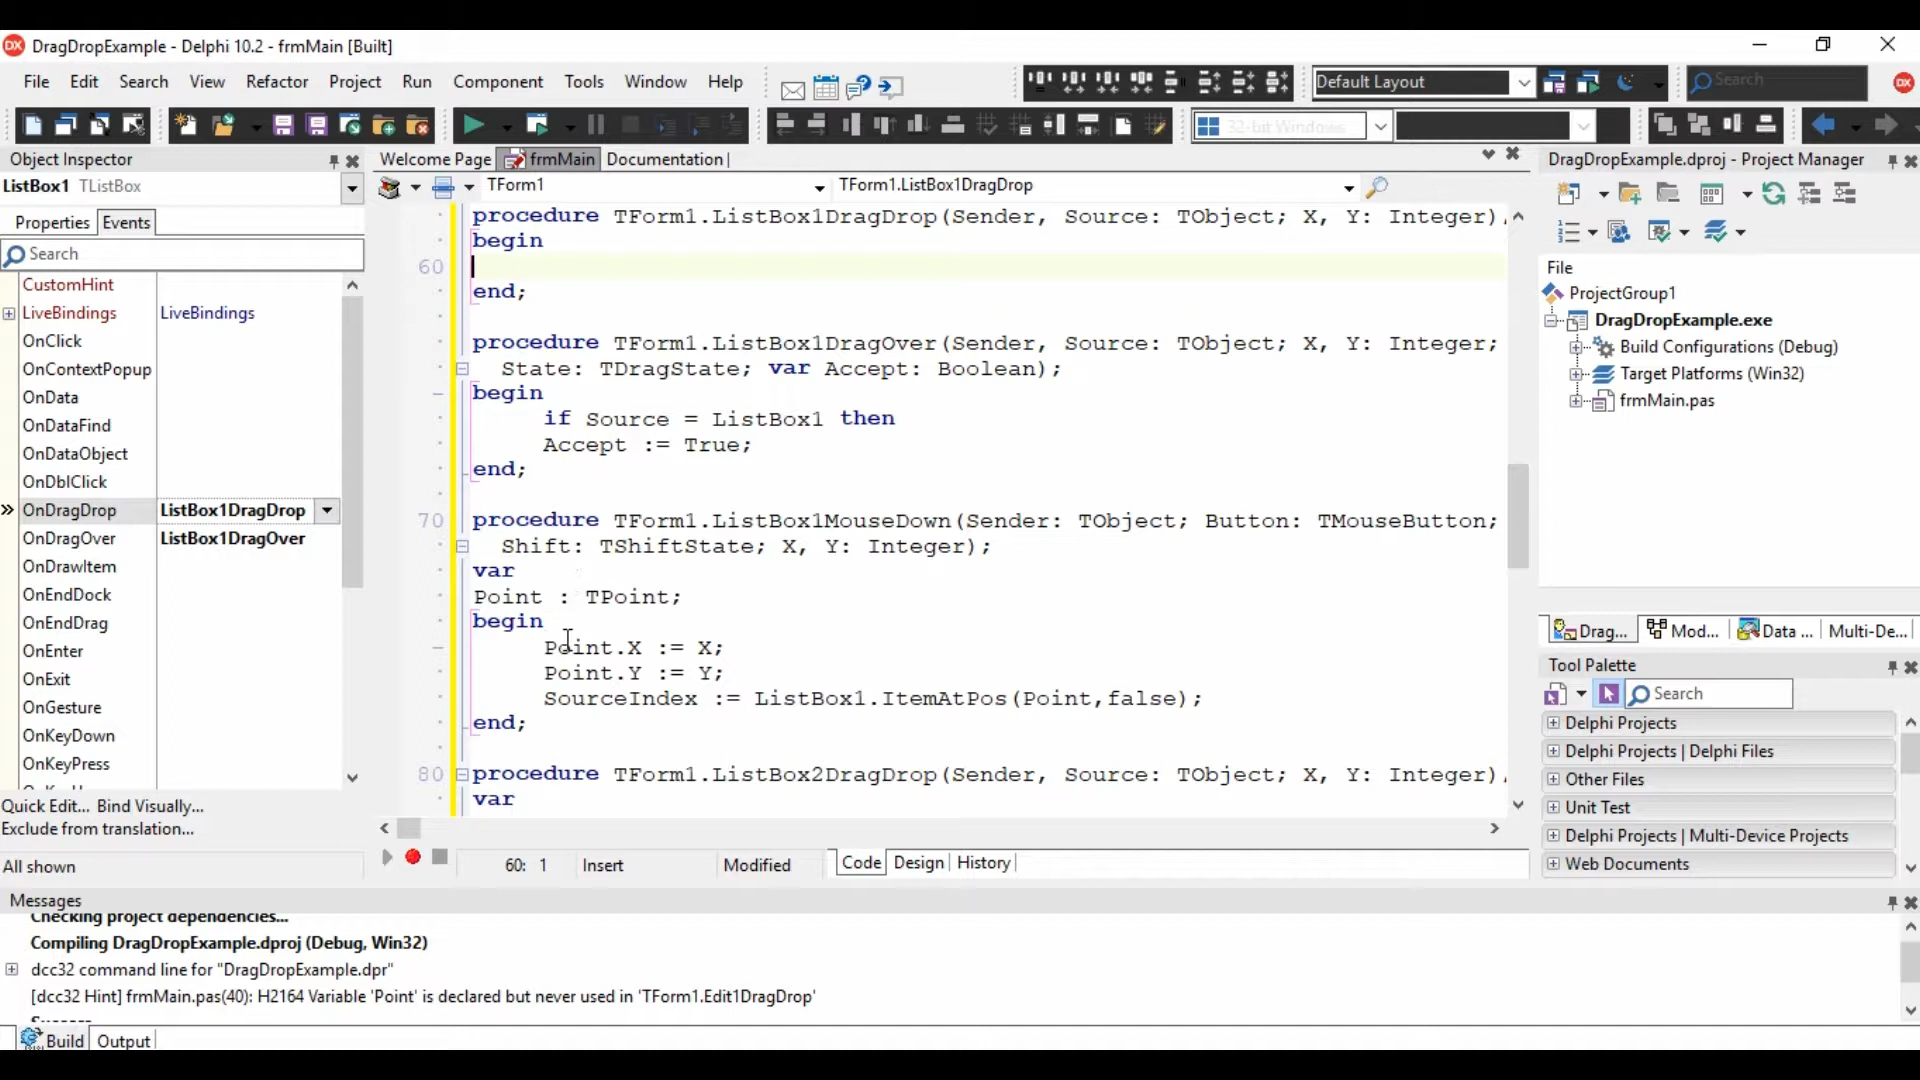 DX DragDropExample - Delphi 10.2 - frmMain [Built]
File Edit Search View Refactor Project Run Component Tools Window Help
Default Layout
Search
DX
32-bit Windows
Object Inspector
ListBox1 TListBox
Properties Events
Search
CustomHint
LiveBindings LiveBindings
OnClick
OnContextPopup
OnData
OnDataFind
OnDataObject
OnDblClick
OnDragDrop ListBox1DragDrop
OnDragOver ListBox1DragOver
OnDrawItem
OnEndDock
OnEndDrag
OnEnter
OnExit
OnGesture
OnKeyDown
OnKeyPress
Quick Edit... Bind Visually...
Exclude from translation...
All shown
Welcome Page frmMain Documentation
TForm1 TForm1.ListBox1DragDrop
procedure TForm1.ListBox1DragDrop(Sender, Source: TObject; X, Y: Integer)
begin
60
end;
procedure TForm1.ListBox1DragOver(Sender, Source: TObject; X, Y: Integer;
State: TDragState; var Accept: Boolean);
begin
if Source = ListBox1 then
Accept := True;
end;
70 procedure TForm1.ListBox1MouseDown(Sender: TObject; Button: TMouseButton;
Shift: TShiftState; X, Y: Integer);
var
Point : TPoint;
begin
Point.X := X;
Point.Y := Y;
SourceIndex := ListBox1.ItemAtPos(Point,false);
end;
80 procedure TForm1.ListBox2DragDrop(Sender, Source: TObject; X, Y: Integer)
var
60: 1 Insert Modified Code Design History
DragDropExample.dproj - Project Manager
File
ProjectGroup1
DragDropExample.exe
Build Configurations (Debug)
Target Platforms (Win32)
frmMain.pas
Drag... Mod... Data ... Multi-De...
Tool Palette
Search
Delphi Projects
Delphi Projects | Delphi Files
Other Files
Unit Test
Delphi Projects | Multi-Device Projects
Web Documents
Messages
Checking project dependencies...
Compiling DragDropExample.dproj (Debug, Win32)
dcc32 command line for "DragDropExample.dpr"
[dcc32 Hint] frmMain.pas(40): H2164 Variable 'Point' is declared but never used in 'TForm1.Edit1DragDrop'
Build Output